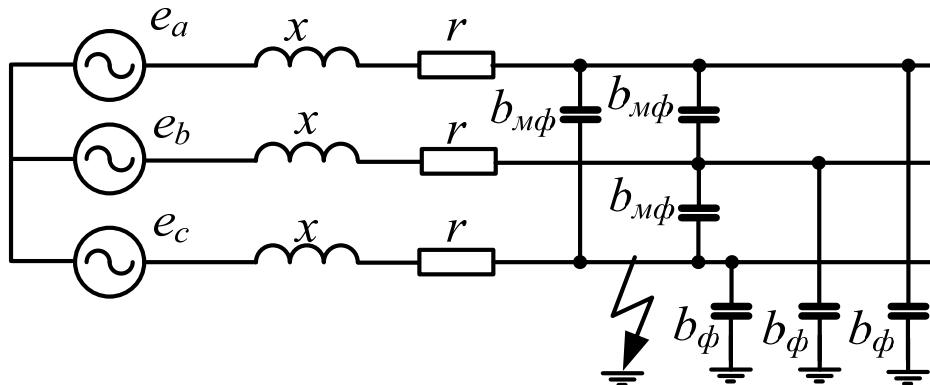 e_a x r
b_мф b_мф
e_b x r
b_мф
e_c x r
b_ф b_ф b_ф